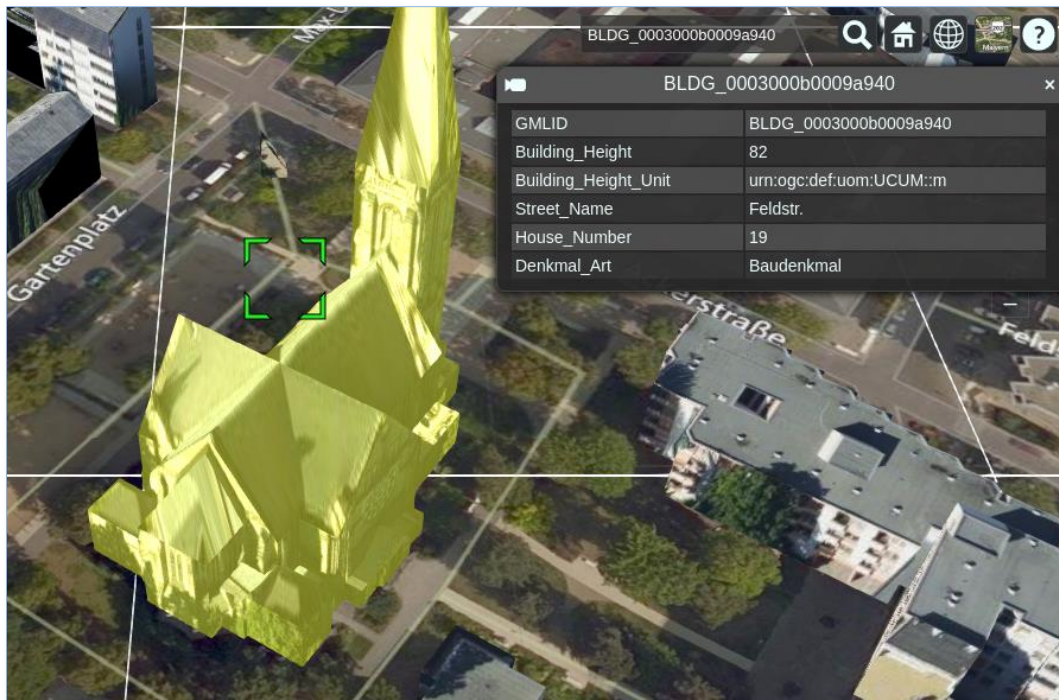 BLDG_0003000b0009a940
?
BLDG_0003000b0009a940 ×
GMLID BLDG_0003000b0009a940
Building_Height 82
Building_Height_Unit urn:ogc:def:uom:UCUM::m
Street_Name Feldstr.
House_Number 19
Denkmal_Art Baudenkmal
Gartenplatz